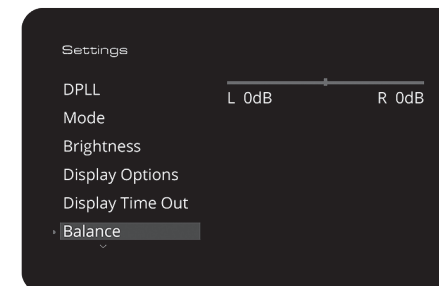 Settings
DPLL
Mode
Brightness
Display Options
Display Time Out
Balance
L 0dB R 0dB